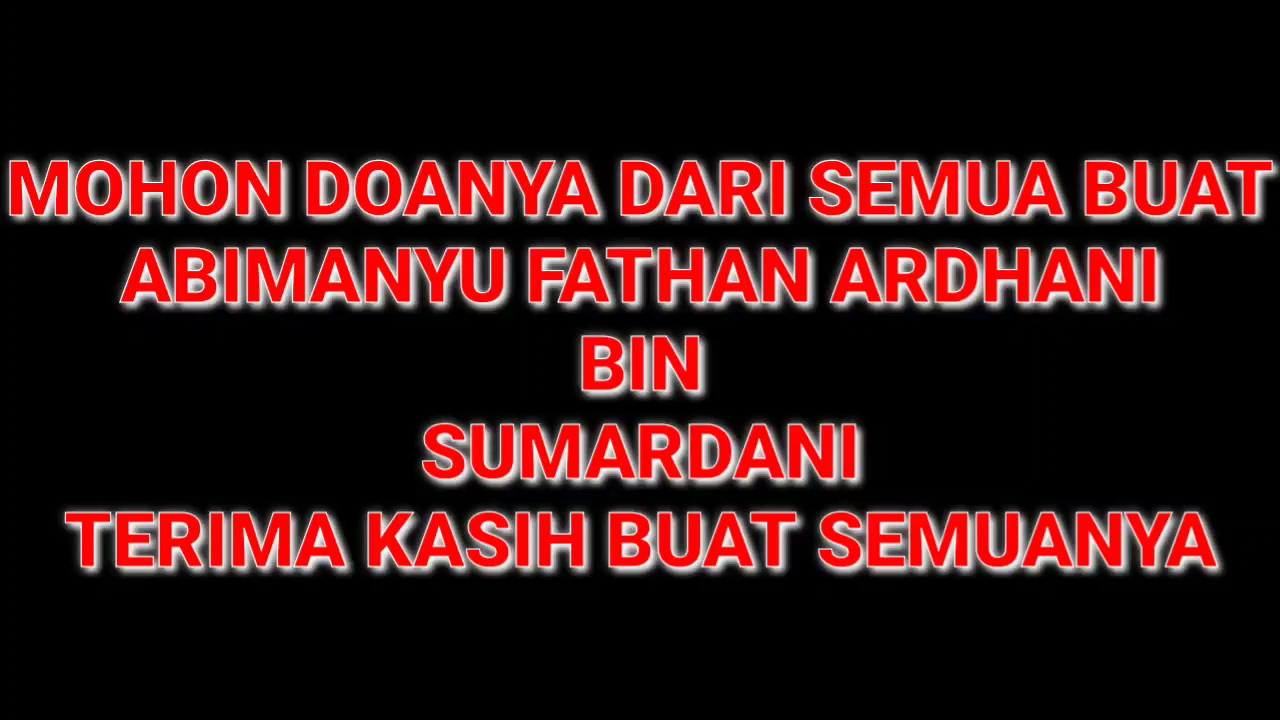 MOHON DOANYA DARI SEMUA BUAT
ABIMANYU FATHAN ARDHANI
BIN
SUMARDANI
TERIMA KASIH BUAT SEMUANYA